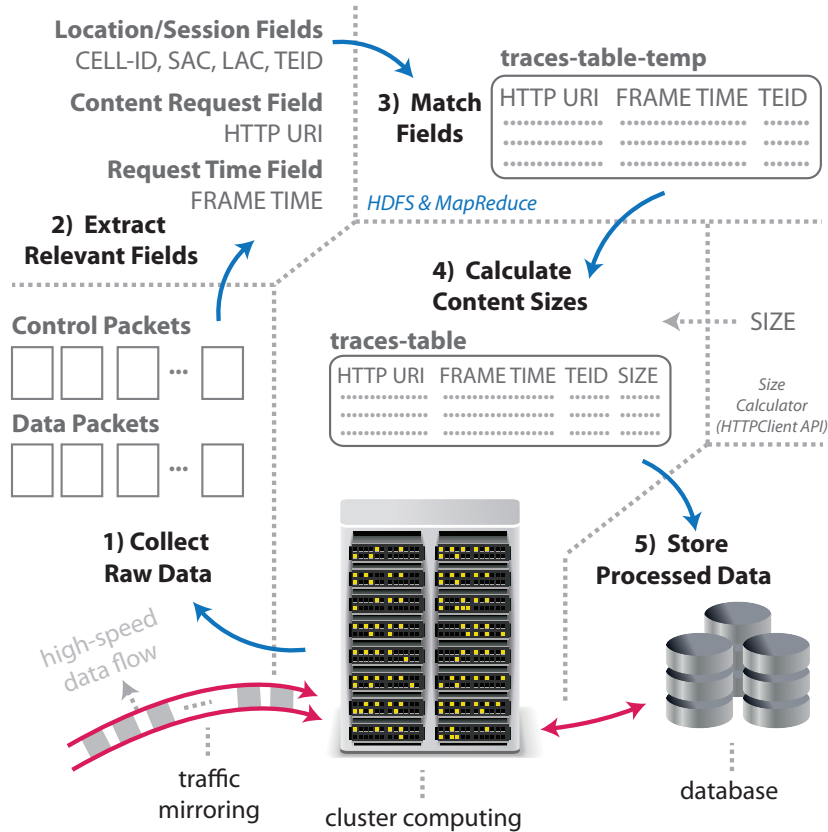 Location/Session Fields
CELL-ID, SAC, LAC, TEID
Content Request Field
HTTP URI
Request Time Field
FRAME TIME
2) Extract
Relevant Fields
3) Match
Fields
traces-table-temp
HTTP URI FRAME TIME TEID
HDFS & MapReduce
4) Calculate
Content Sizes
SIZE
Size
Calculator
(HTTPClient API)
traces-table
HTTP URI FRAME TIME TEID SIZE
Control Packets
...
Data Packets
...
1) Collect
Raw Data
high-speed
data flow
traffic
mirroring
cluster computing
5) Store
Processed Data
database